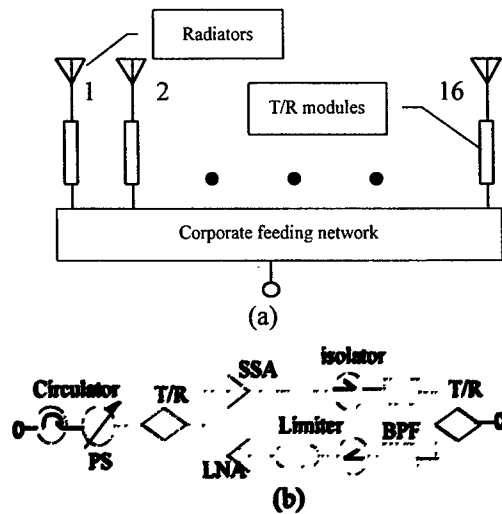 Radiators
1
2
16
T/R modules
Corporate feeding network
(a)
SSA
isolator
Circulator
T/R
T/R
Limiter
BPF
PS
LNA
(b)